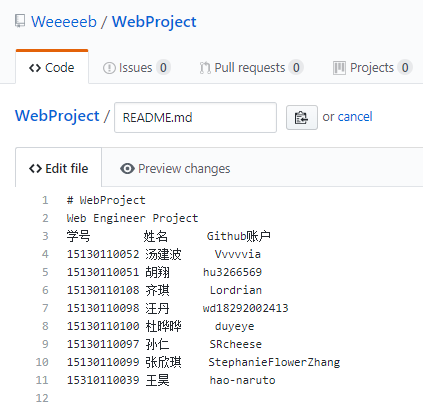 Weeeeeb / WebProject
Code Issues 0 Pull requests 0 Projects 0
WebProject / README.md or cancel
Edit file Preview changes
1 # WebProject
2 Web Engineer Project
3 学号 姓名 Github账户
4 15130110052 汤建波 Vvvvvia
5 15130110051 胡翔 hu3266569
6 15130110108 齐琪 Lordrian
7 15130110098 汪丹 wd18292002413
8 15130110100 杜晔晔 duyeye
9 15130110097 孙仁 SRcheese
10 15130110099 张欣琪 StephanieFlowerZhang
11 15310110039 王昊 hao-naruto
12